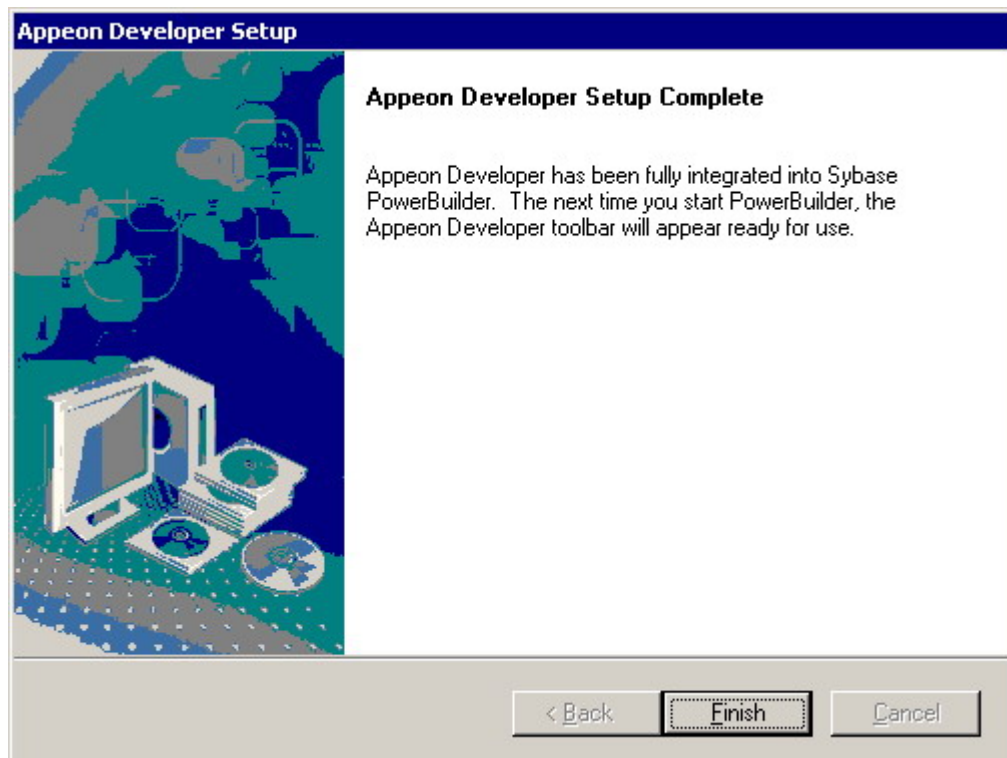 Appeon Developer Setup
Appeon Developer Setup Complete
Appeon Developer has been fully integrated into Sybase
PowerBuilder.  The next time you start PowerBuilder, the
Appeon Developer toolbar will appear ready for use.
< Back
Finish
Cancel